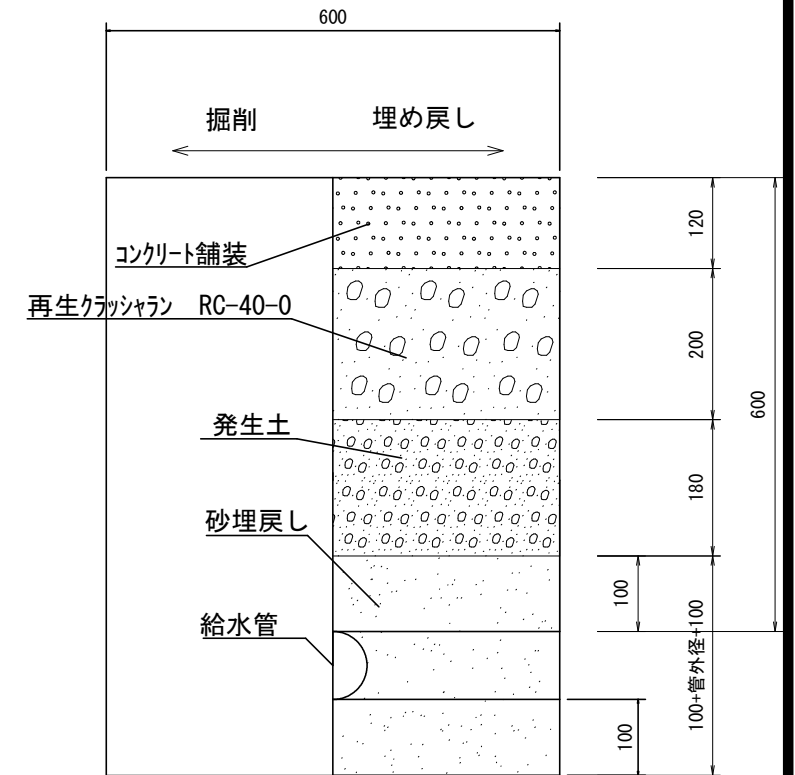 600
掘削 埋め戻し
コンクリート舗装
120
再生クラッシャラン RC-40-0
200
600
発生土
180
砂埋戻し
100
給水管
100+管外径+100
100